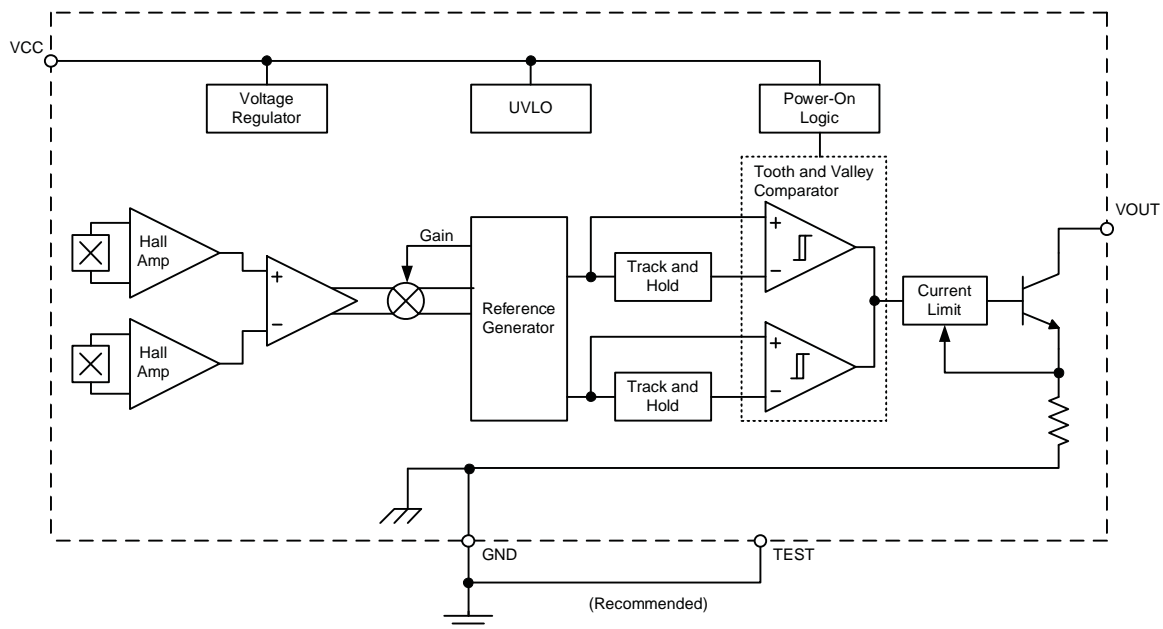 VCC
Voltage
Regulator
UVLO
Power-On
Logic
Tooth and Valley
Comparator
VOUT
Hall
Amp
Hall
Amp
+
−
Gain
Reference
Generator
Track and
Hold
Track and
Hold
+
−
+
−
Current
Limit
GND
TEST
(Recommended)